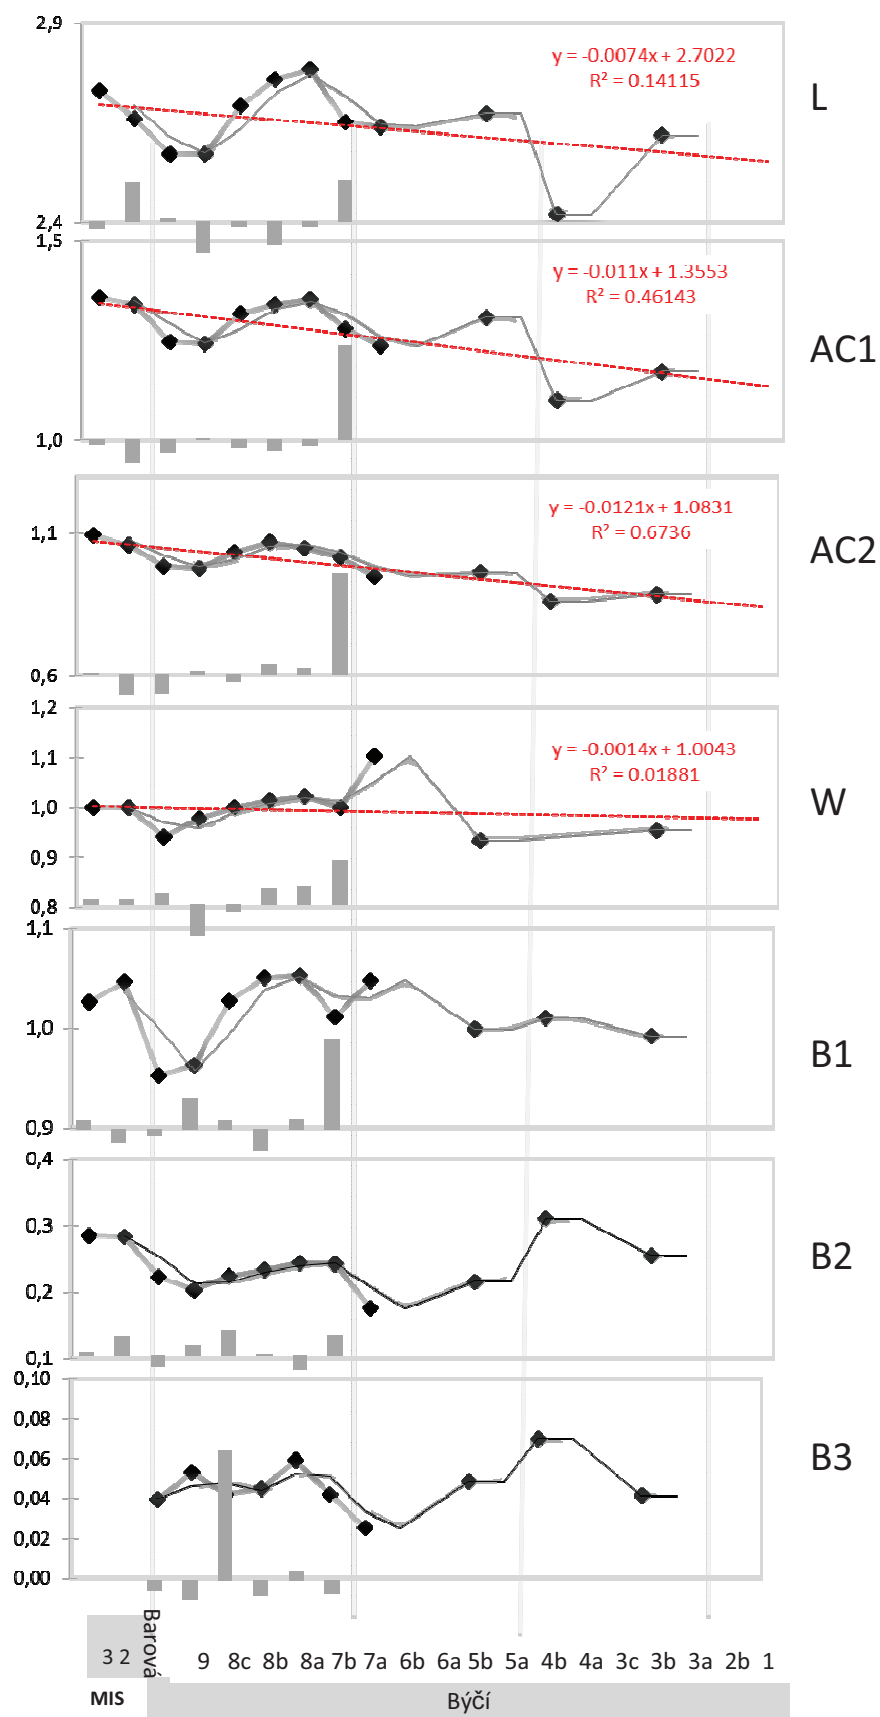 2,9
y = -0.0074x + 2.7022
R² = 0.14115
L
2,4
1,5
y = -0.011x + 1.3553
R² = 0.46143
AC1
1,0
y = -0.0121x + 1.0831
R² = 0.6736
1,1
AC2
0,6
1,2
y = -0.0014x + 1.0043
R² = 0.01881
1,1
1,0
W
0,9
0,8
1,1
1,0
B1
0,9
0,4
0,3
B2
0,2
0,1
0,10
0,08
0,06
B3
0,04
0,02
0,00
3 2 Barová 9 8c 8b 8a 7b 7a 6b 6a 5b 5a 4b 4a 3c 3b 3a 2b 1
MIS Býčí